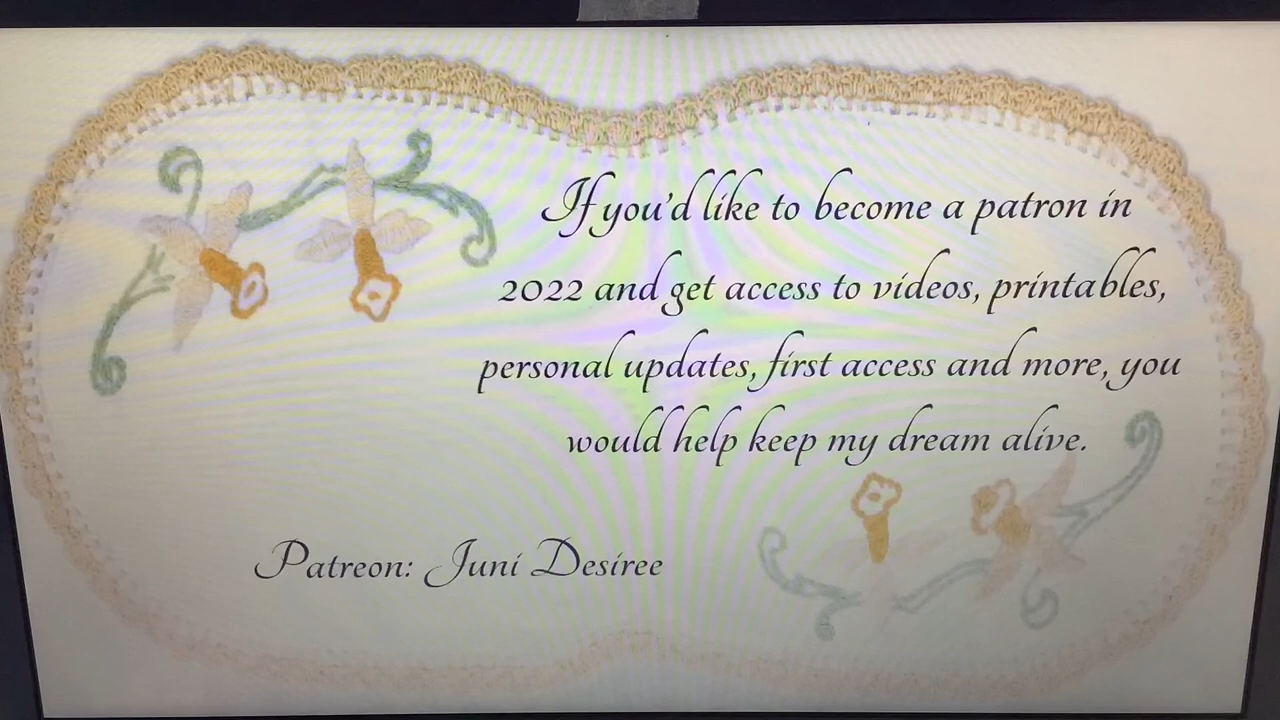 If you'd like to become a patron in
2022 and get access to videos, printables,
personal updates, first access and more, you
would help keep my dream alive.
Patreon: Juni Desiree